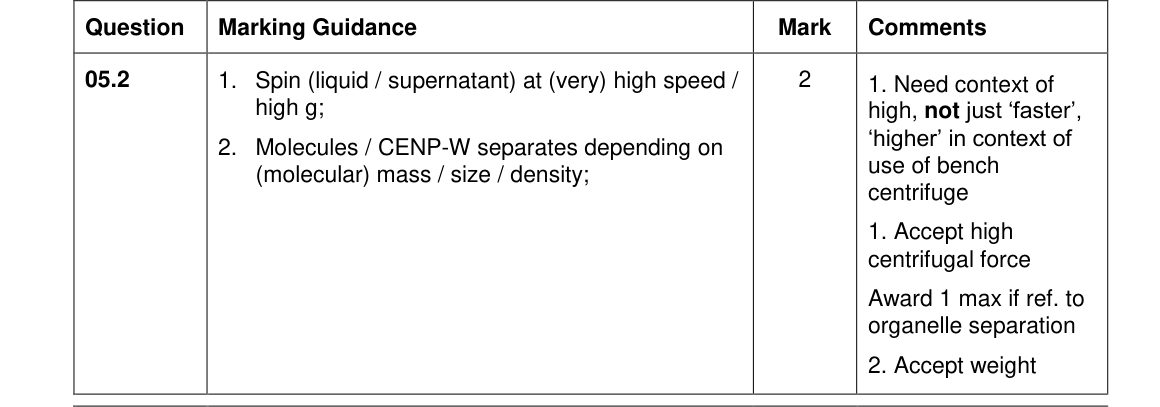 Question Marking Guidance Mark Comments
05.2
1. Spin (liquid / supernatant) at (very) high speed /
high g;
2. Molecules / CENP-W separates depending on
(molecular) mass / size / density;
2
1. Need context of
high, not just ‘faster’,
‘higher’ in context of
use of bench
centrifuge
1. Accept high
centrifugal force
Award 1 max if ref. to
organelle separation
2. Accept weight